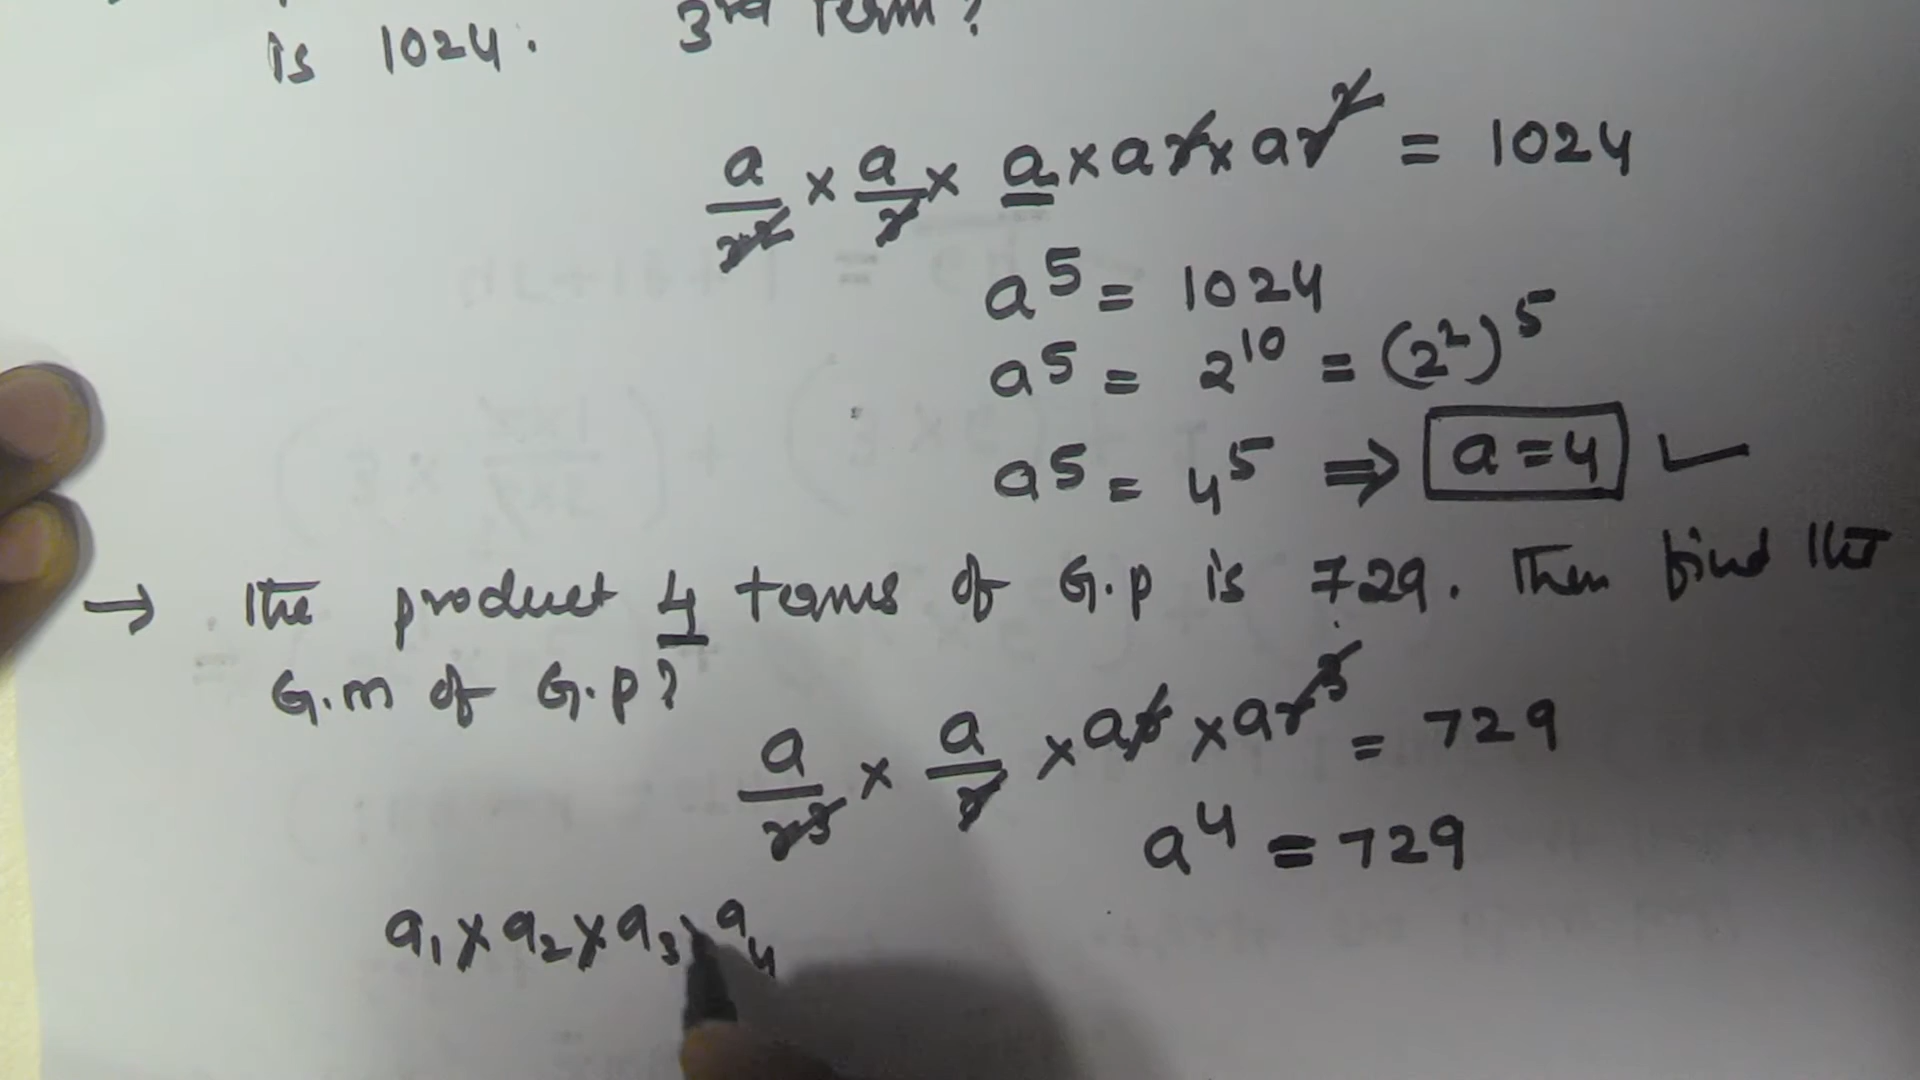 is 1024. 3rd Term?
a/r² × a/r × a × ar × ar² = 1024
a⁵ = 1024
a⁵ = 2¹⁰ = (2²)⁵
a⁵ = 4⁵ ⇒ a = 4 ✓
→ The product 4 terms of G.p is 729. Then find the
G.m of G.p?
a/r³ × a/r × ar × ar³ = 729
a⁴ = 729
a₁ × a₂ × a₃ × a₄